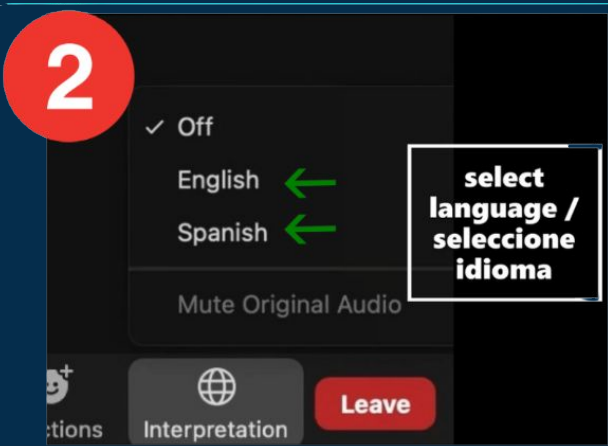 2
✓ Off
English
Spanish
select
language /
seleccione
idioma
Mute Original Audio
ctions
Interpretation
Leave